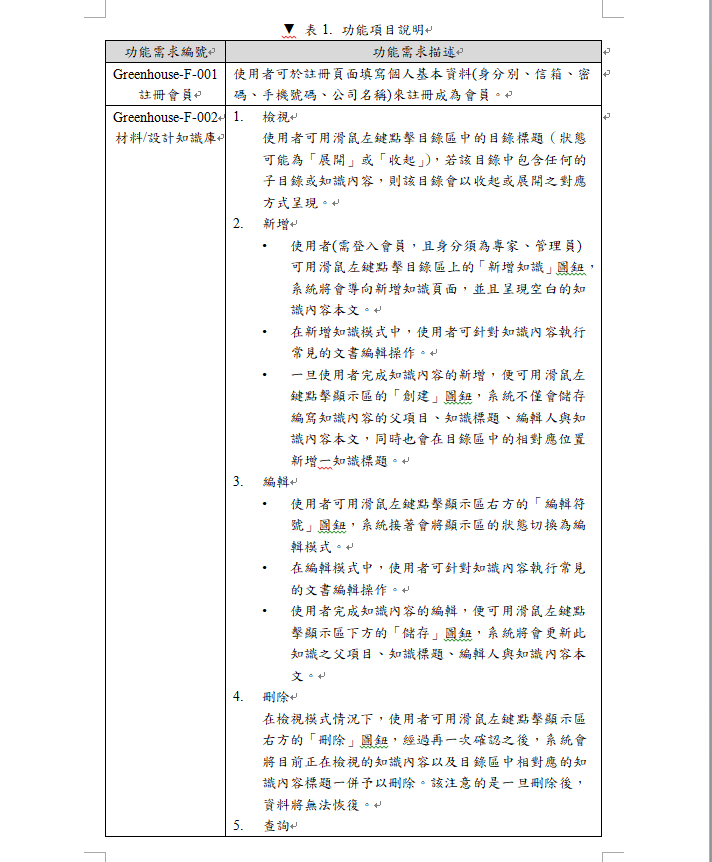 ▼ 表 1. 功能項目說明
功能需求編號 功能需求描述
Greenhouse-F-001
註冊會員
使用者可於註冊頁面填寫個人基本資料(身分別、信箱、密
碼、手機號碼、公司名稱)來註冊成為會員。
Greenhouse-F-002
材料/設計知識庫
1. 檢視
使用者可用滑鼠左鍵點擊目錄區中的目錄標題（狀態
可能為「展開」或「收起」），若該目錄中包含任何的
子目錄或知識內容，則該目錄會以收起或展開之對應
方式呈現。
2. 新增
• 使用者(需登入會員，且身分須為專家、管理員)
可用滑鼠左鍵點擊目錄區上的「新增知識」圖鈕，
系統將會導向新增知識頁面，並且呈現空白的知
識內容本文。
• 在新增知識模式中，使用者可針對知識內容執行
常見的文書編輯操作。
• 一旦使用者完成知識內容的新增，便可用滑鼠左
鍵點擊顯示區的「創建」圖鈕，系統不僅會儲存
編寫知識內容的父項目、知識標題、編輯人與知
識內容本文，同時也會在目錄區中的相對應位置
新增一知識標題。
3. 編輯
• 使用者可用滑鼠左鍵點擊顯示區右方的「編輯符
號」圖鈕，系統接著會將顯示區的狀態切換為編
輯模式。
• 在編輯模式中，使用者可針對知識內容執行常見
的文書編輯操作。
• 使用者完成知識內容的編輯，便可用滑鼠左鍵點
擊顯示區下方的「儲存」圖鈕，系統將會更新此
知識之父項目、知識標題、編輯人與知識內容本
文。
4. 刪除
在檢視模式情況下，使用者可用滑鼠左鍵點擊顯示區
右方的「刪除」圖鈕，經過再一次確認之後，系統會
將目前正在檢視的知識內容以及目錄區中相對應的知
識內容標題一併予以刪除。該注意的是一旦刪除後，
資料將無法恢復。
5. 查詢